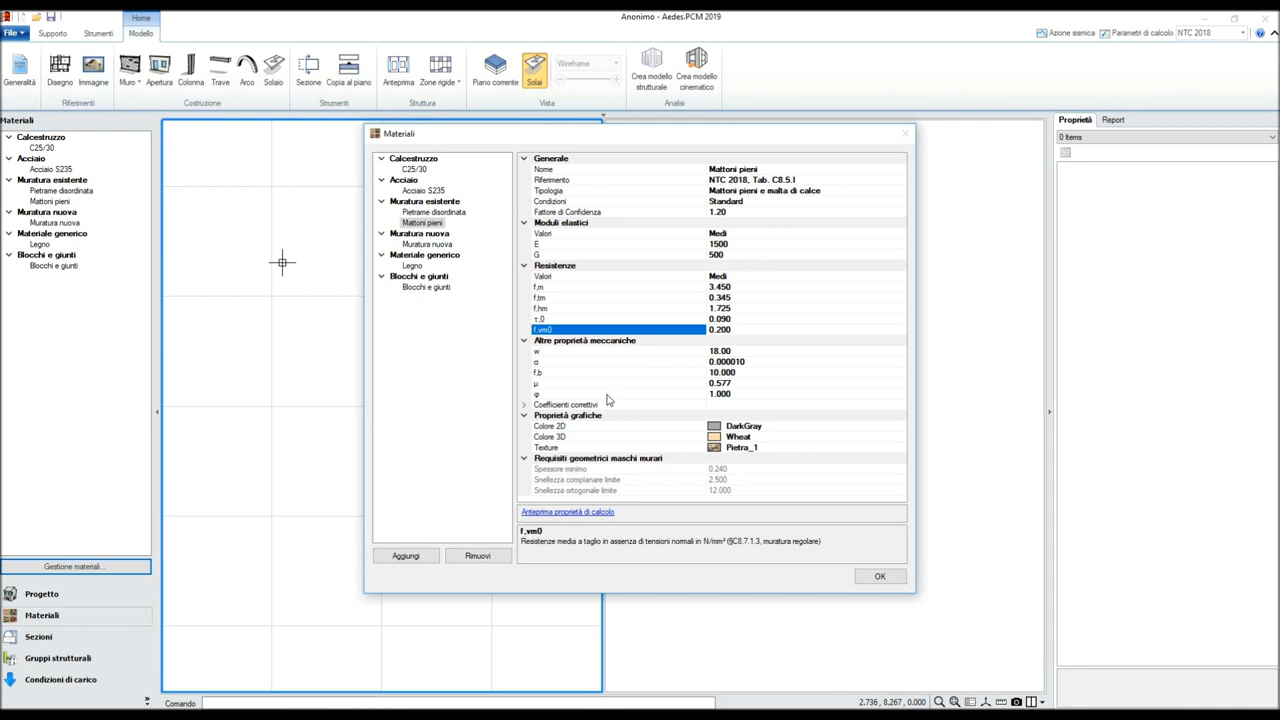 Anonimo - Aedes.PCM 2019
Home
File
Supporto
Strumenti
Modello
Azione sismica
Parametri di calcolo
NTC 2018
Generalità
Disegno
Immagine
Muro
Apertura
Colonna
Trave
Arco
Solaio
Sezione
Copia al piano
Anteprima
Zone rigide
Piano corrente
Solai
Wireframe
Crea modello strutturale
Crea modello cinematico
Riferimenti
Costruzione
Strumenti
Struttura
Vista
Analisi
Materiali
Calcestruzzo
C25/30
Acciaio
Acciaio S235
Muratura esistente
Pietrame disordinata
Mattoni pieni
Muratura nuova
Muratura nuova
Materiale generico
Legno
Blocchi e giunti
Blocchi e giunti
Gestione materiali...
Progetto
Materiali
Sezioni
Gruppi strutturali
Condizioni di carico
Materiali
Calcestruzzo
C25/30
Acciaio
Acciaio S235
Muratura esistente
Pietrame disordinata
Mattoni pieni
Muratura nuova
Muratura nuova
Materiale generico
Legno
Blocchi e giunti
Blocchi e giunti
Aggiungi
Rimuovi
Generale
Nome Mattoni pieni
Riferimento NTC 2018, Tab. C8.5.I
Tipologia Mattoni pieni e malta di calce
Condizioni Standard
Fattore di Confidenza 1.20
Moduli elastici
Valori Medi
E 1500
G 500
Resistenze
Valori Medi
f,m 3.450
f,tm 0.345
f,hm 1.725
τ,0 0.090
f,vm0 0.200
Altre proprietà meccaniche
w 18.00
α 0.000010
f,b 10.000
μ 0.577
φ 1.000
Coefficienti correttivi
Proprietà grafiche
Colore 2D DarkGray
Colore 3D Wheat
Texture Pietra_1
Requisiti geometrici maschi murari
Spessore minimo 0.240
Snellezza complanare limite 2.500
Snellezza ortogonale limite 12.000
Anteprima proprietà di calcolo
f,vm0
Resistenze media a taglio in assenza di tensioni normali in N/mm² (§C8.7.1.3, muratura regolare)
OK
Proprietà
Report
0 Items
Comando
2.736, 8.267, 0.000